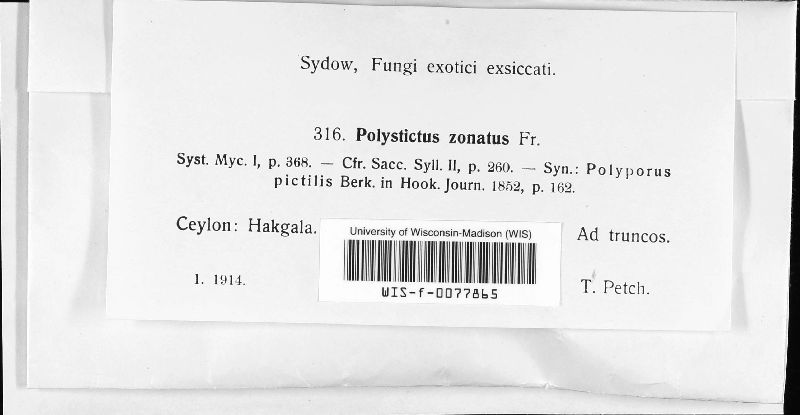 Sydow, Fungi exotici exsiccati.
316. Polystictus zonatus Fr.
Syst. Myc. I, p. 368. — Cfr. Sacc. Syll. II, p. 260. — Syn.: Polyporus
pictilis Berk. in Hook. Journ. 1852, p. 162.
Ceylon: Hakgala.
Ad truncos.
University of Wisconsin-Madison (WIS)
WIS-f-0077865
1. 1914.
T. Petch.